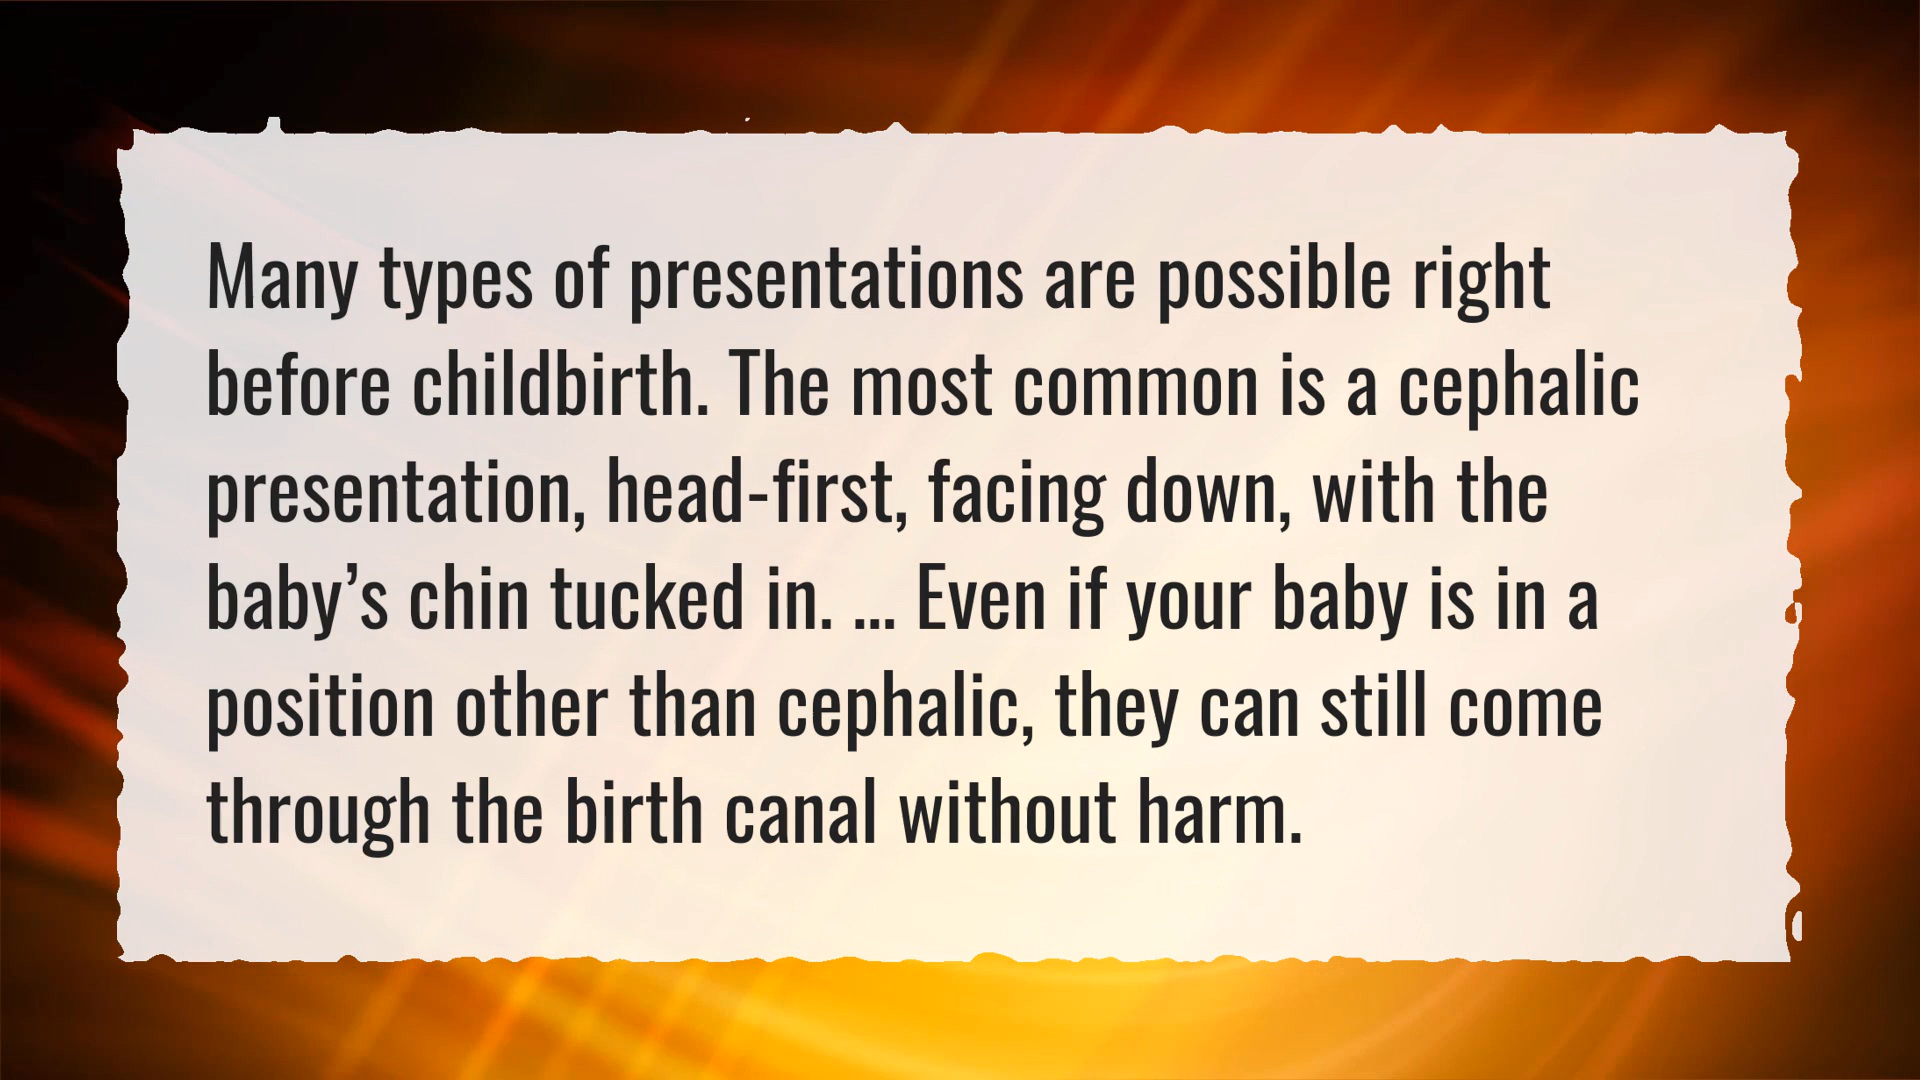 Many types of presentations are possible right
before childbirth. The most common is a cephalic
presentation, head-first, facing down, with the
baby’s chin tucked in. ... Even if your baby is in a
position other than cephalic, they can still come
through the birth canal without harm.